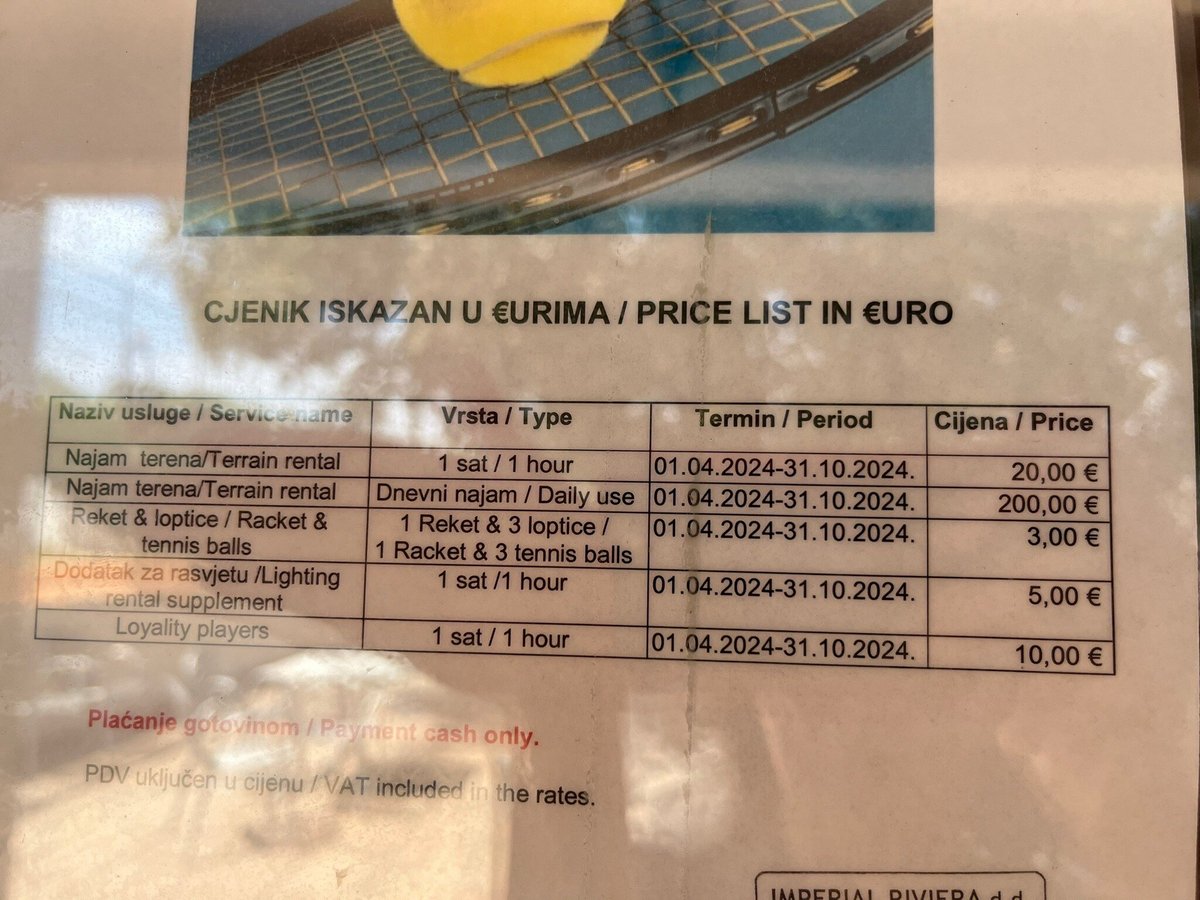 CJENIK ISKAZAN U €URIMA / PRICE LIST IN €URO
Naziv usluge / Service name Vrsta / Type Termin / Period Cijena / Price
Najam terena/Terrain rental 1 sat / 1 hour 01.04.2024-31.10.2024. 20,00 €
Najam terena/Terrain rental Dnevni najam / Daily use 01.04.2024-31.10.2024. 200,00 €
Reket & loptice / Racket & 1 Reket & 3 loptice / 01.04.2024-31.10.2024. 3,00 €
tennis balls 1 Racket & 3 tennis balls
Dodatak za rasvjetu /Lighting 1 sat /1 hour 01.04.2024-31.10.2024. 5,00 €
rental supplement
Loyality players 1 sat / 1 hour 01.04.2024-31.10.2024. 10,00 €
Plaćanje gotovinom / Payment cash only.
PDV uključen u cijenu / VAT included in the rates.
IMPERIAL RIVIERA d.d.